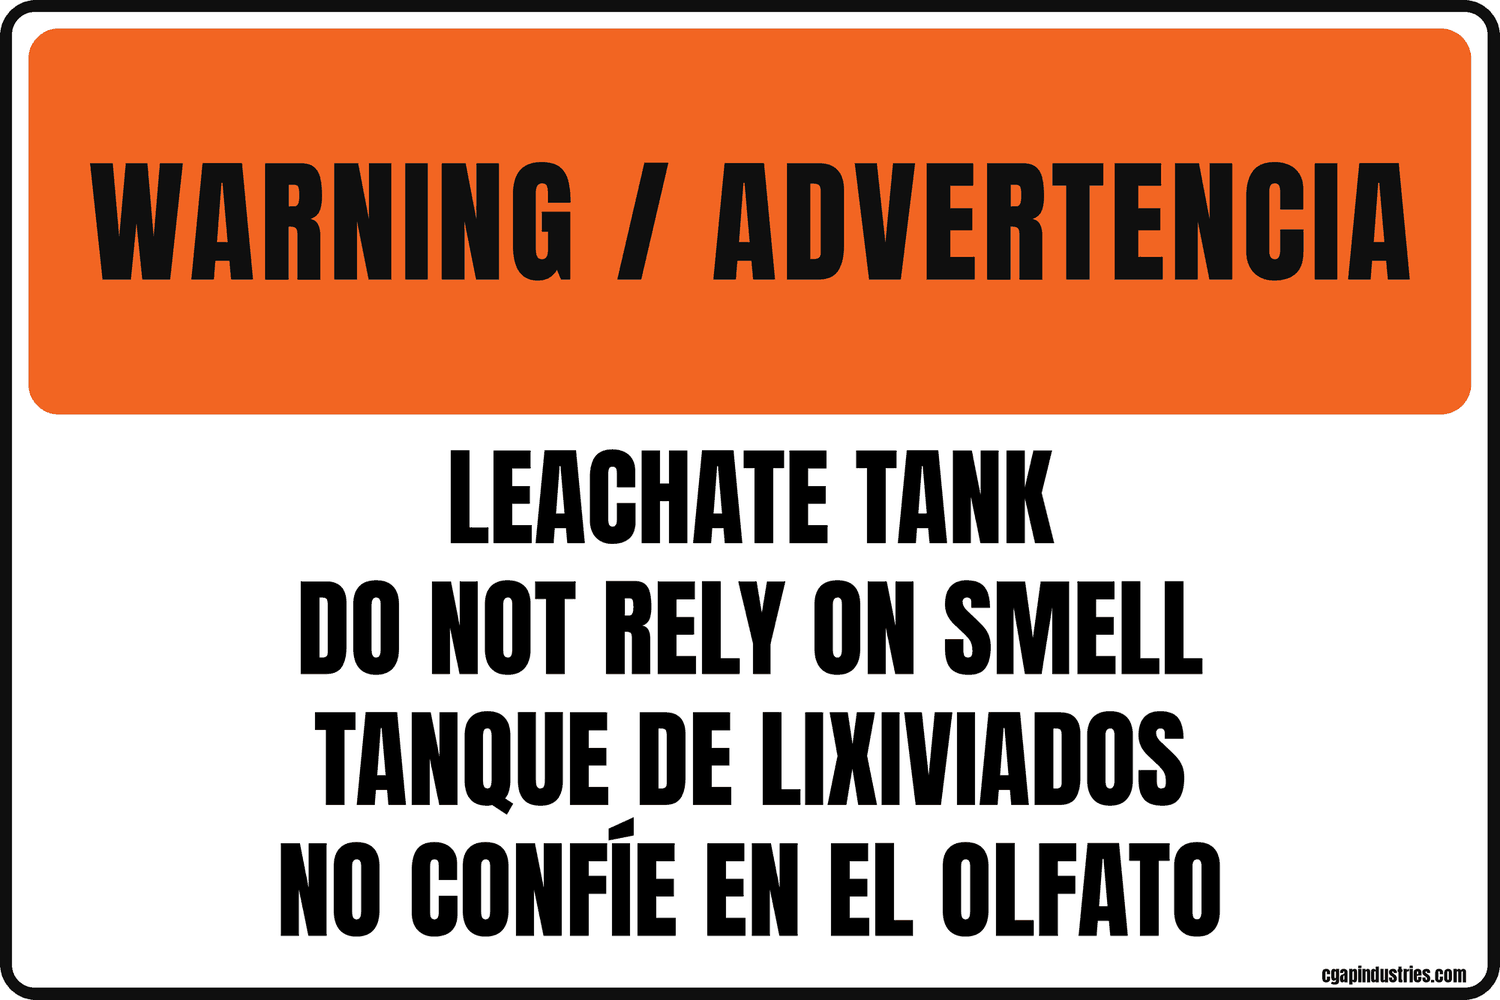 WARNING / ADVERTENCIA
LEACHATE TANK
DO NOT RELY ON SMELL
TANQUE DE LIXIVIADOS
NO CONFÍE EN EL OLFATO
cgapindustries.com